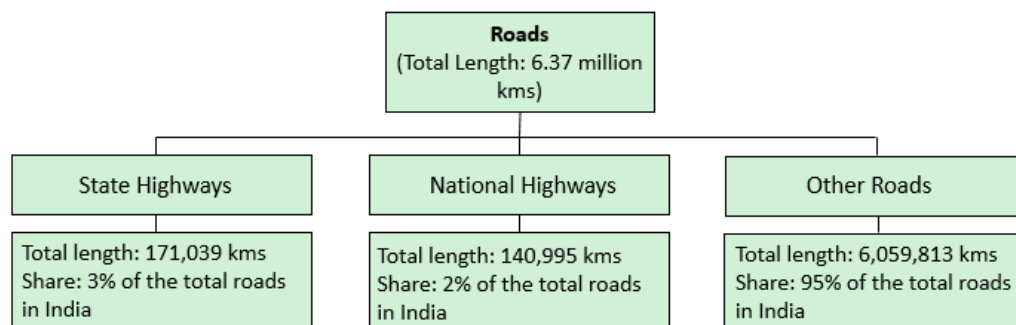 Roads
(Total Length: 6.37 million
kms)
State Highways
National Highways
Other Roads
Total length: 171,039 kms
Share: 3% of the total roads
in India
Total length: 140,995 kms
Share: 2% of the total roads
in India
Total length: 6,059,813 kms
Share: 95% of the total roads
in India